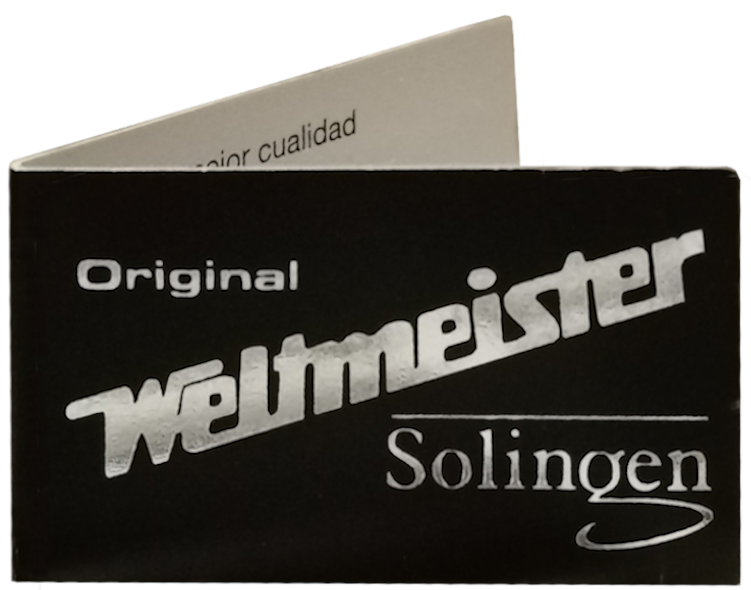 cualidad
Original
Weltmeister
Solingen